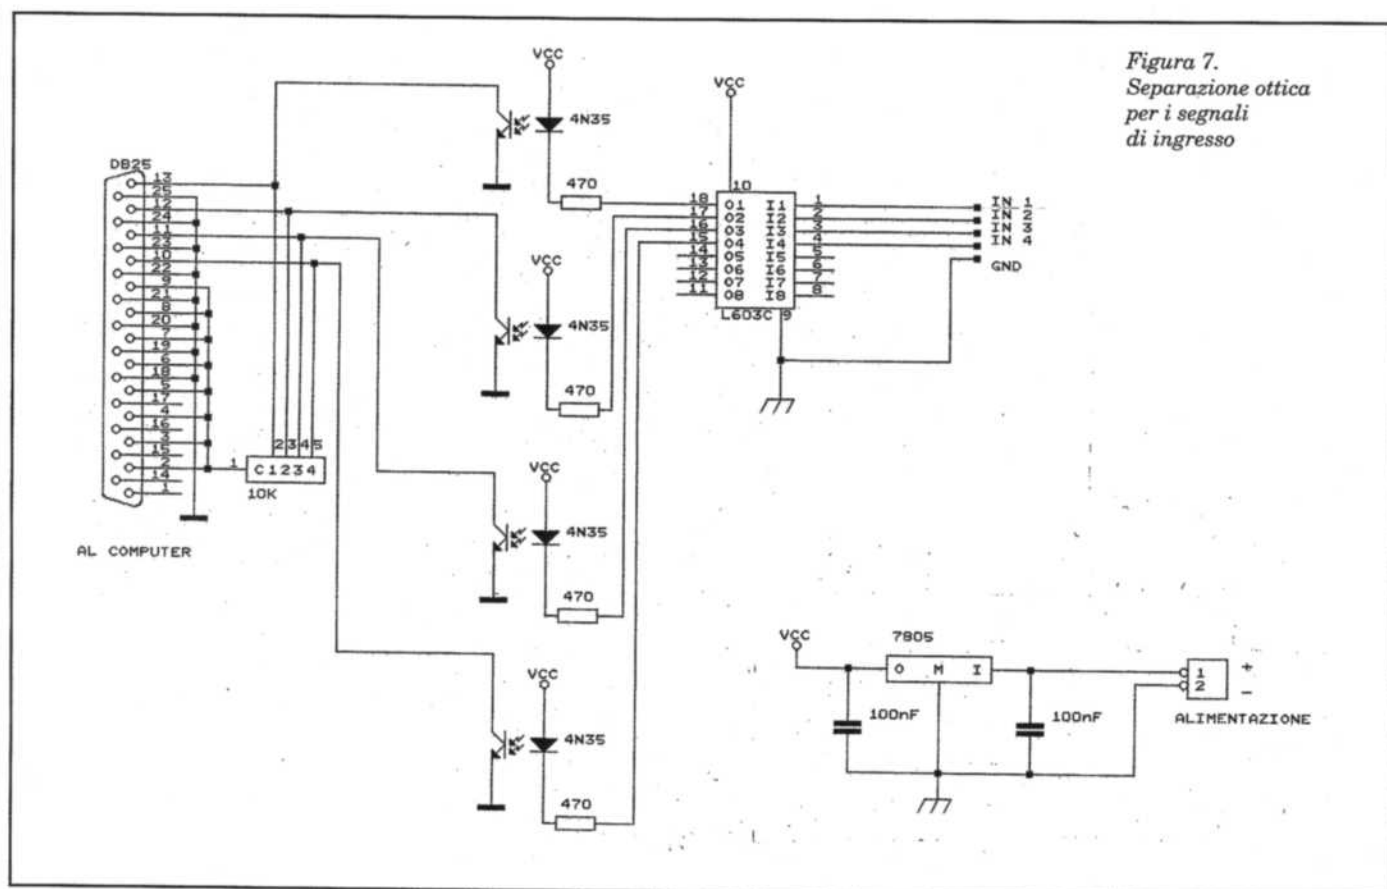 Figura 7.
Separazione ottica
per i segnali
di ingresso
VCC
4N35
470
VCC
4N35
470
VCC
4N35
470
VCC
4N35
470
DB25
13
25
12
24
11
23
10
22
9
21
8
20
7
19
6
18
5
17
4
16
3
15
2
14
1
AL COMPUTER
2345
1
C1234
10K
VCC
10
18 O1 I1 1
17 O2 I2 2
16 O3 I3 3
15 O4 I4 4
14 O5 I5 5
13 O6 I6 6
12 O7 I7 7
11 O8 I8 8
L603C 9
IN 1
IN 2
IN 3
IN 4
GND
VCC
7805
O M I
100nF
100nF
1 +
2 -
ALIMENTAZIONE